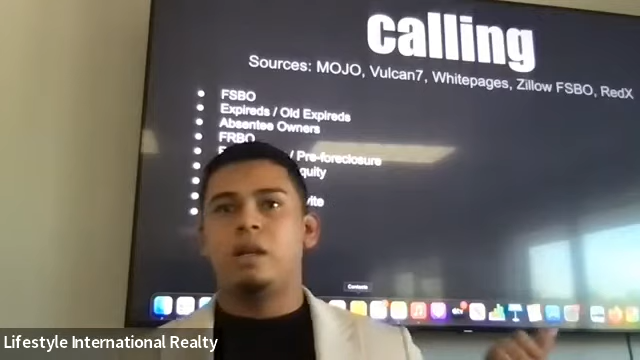 calling
Sources: MOJO, Vulcan7, Whitepages, Zillow FSBO, RedX
FSBO
Expireds / Old Expireds
Absentee Owners
FRBO
/ Pre-foreclosure
Contacts
Lifestyle International Realty